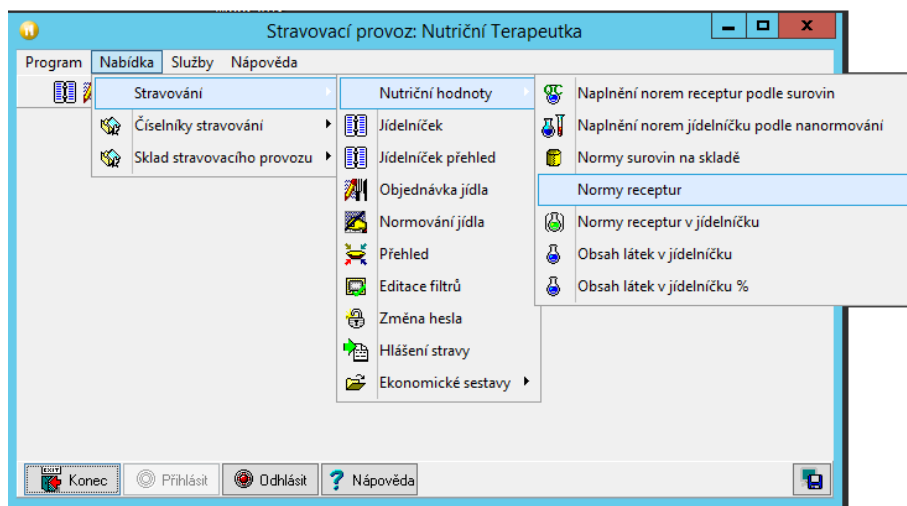 Stravovací provoz: Nutriční Terapeutka
Program Nabídka Služby Nápověda
Stravování
Číselníky stravování
Sklad stravovacího provozu
Nutriční hodnoty
Jídelníček
Jídelníček přehled
Objednávka jídla
Normování jídla
Přehled
Editace filtrů
Změna hesla
Hlášení stravy
Ekonomické sestavy
Naplnění norem receptur podle surovin
Naplnění norem jídelníčku podle nanormování
Normy surovin na skladě
Normy receptur
Normy receptur v jídelníčku
Obsah látek v jídelníčku
Obsah látek v jídelníčku %
EXIT Konec Přihlásit Odhlásit ? Nápověda